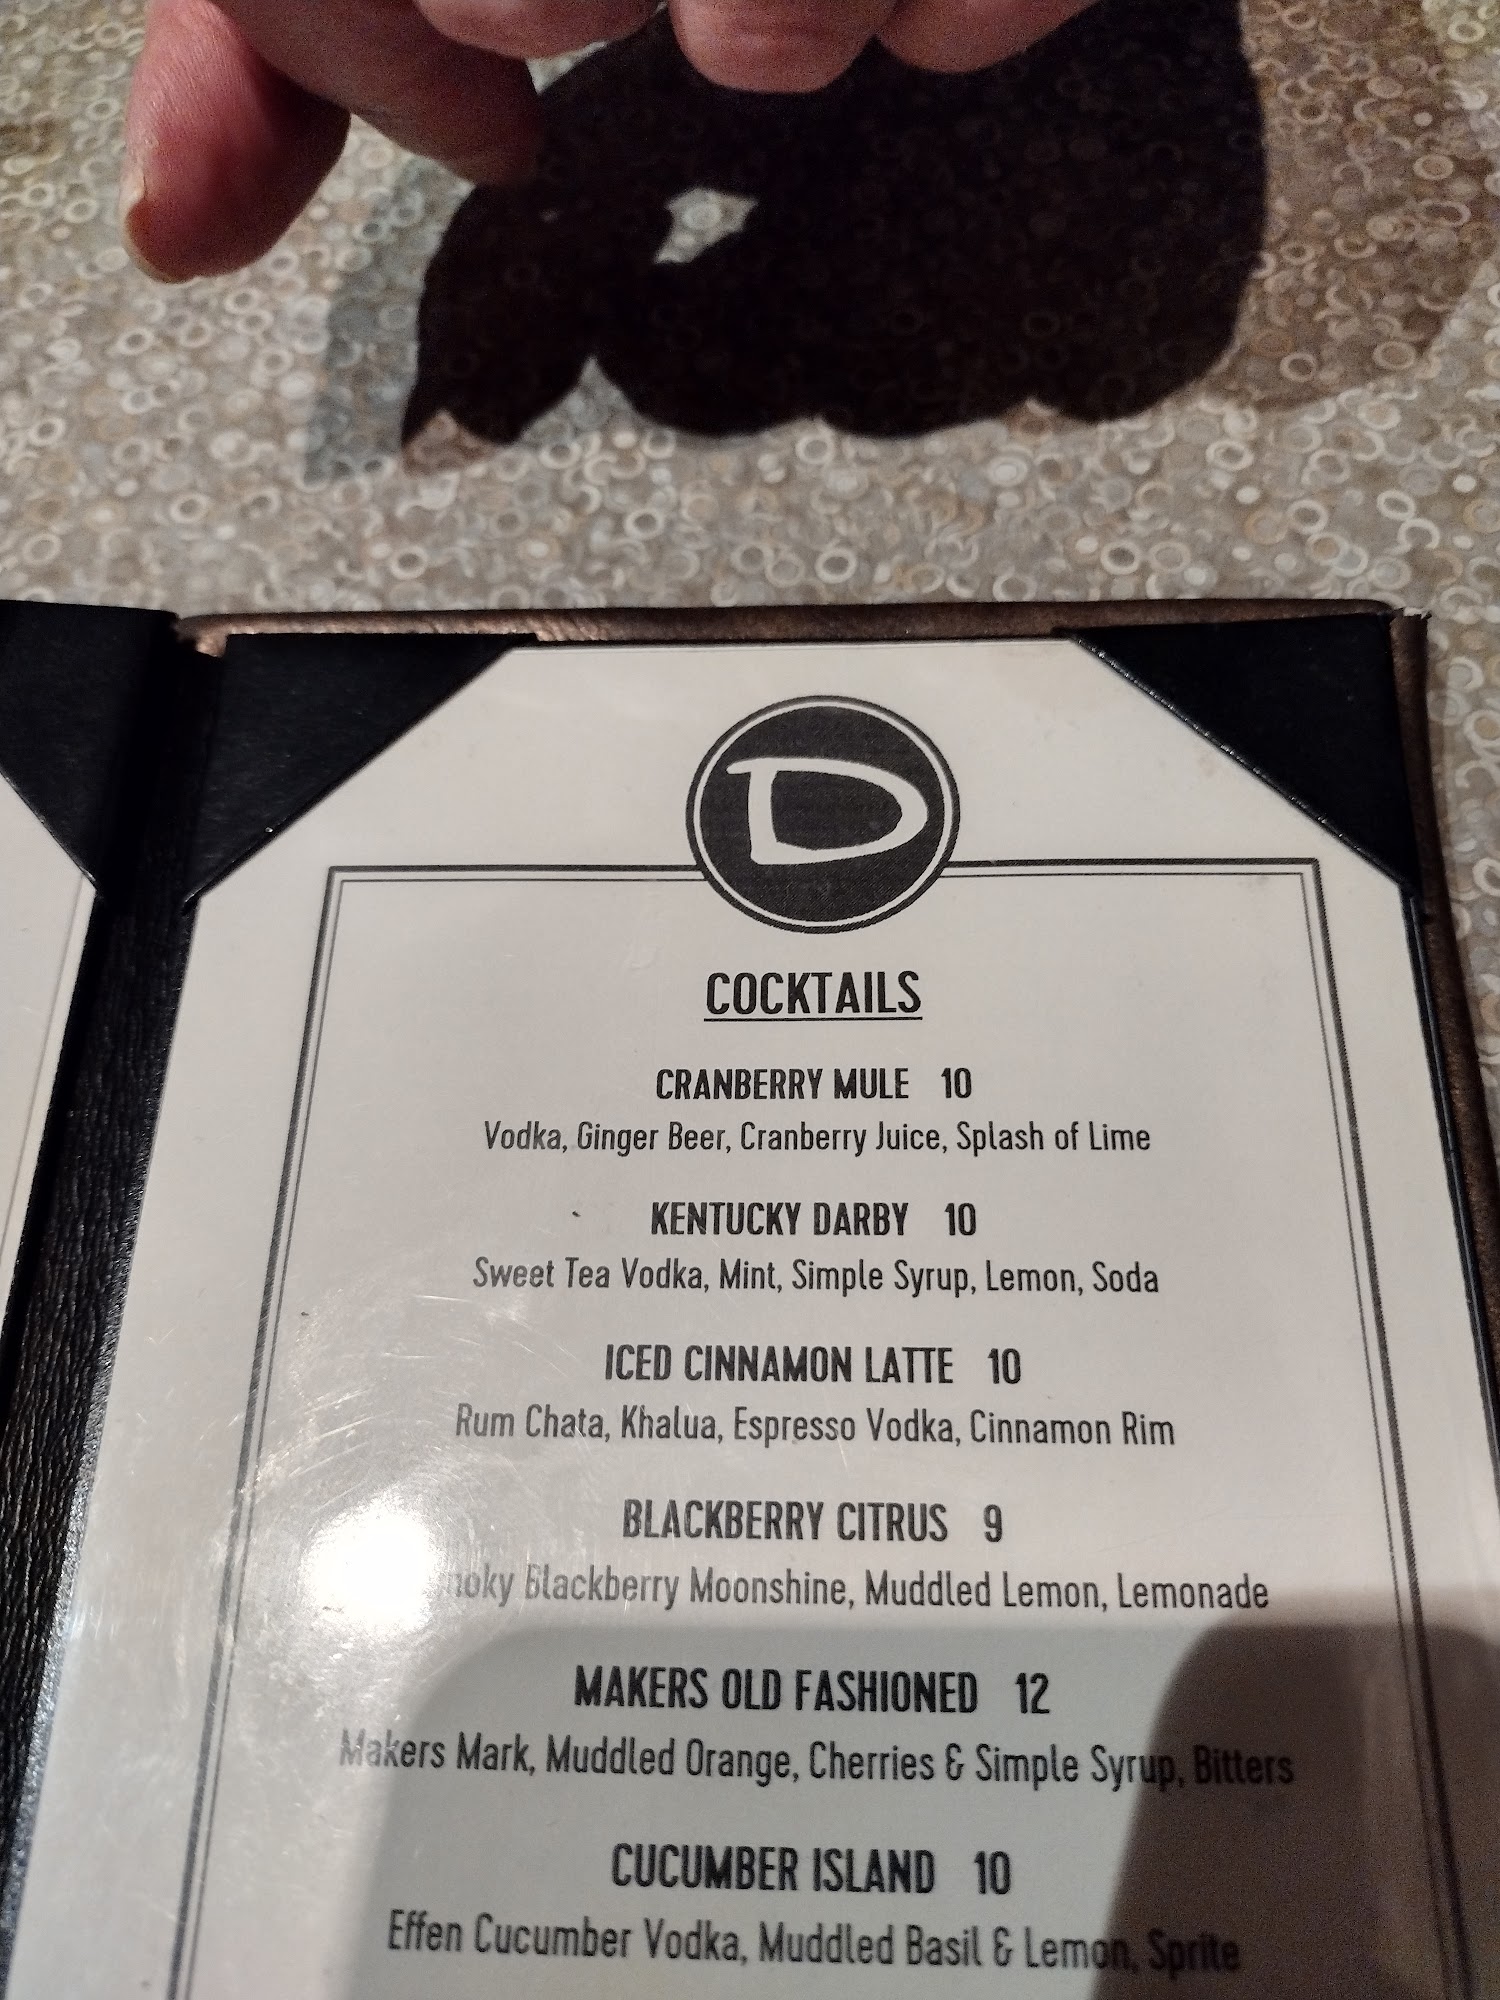 D
COCKTAILS
CRANBERRY MULE 10
Vodka, Ginger Beer, Cranberry Juice, Splash of Lime
KENTUCKY DARBY 10
Sweet Tea Vodka, Mint, Simple Syrup, Lemon, Soda
ICED CINNAMON LATTE 10
Rum Chata, Khalua, Espresso Vodka, Cinnamon Rim
BLACKBERRY CITRUS 9
Blackberry Moonshine, Muddled Lemon, Lemonade
MAKERS OLD FASHIONED 12
Makers Mark, Muddled Orange, Cherries & Simple Syrup, Bitters
CUCUMBER ISLAND 10
Effen Cucumber Vodka, Muddled Basil & Lemon, Sprite